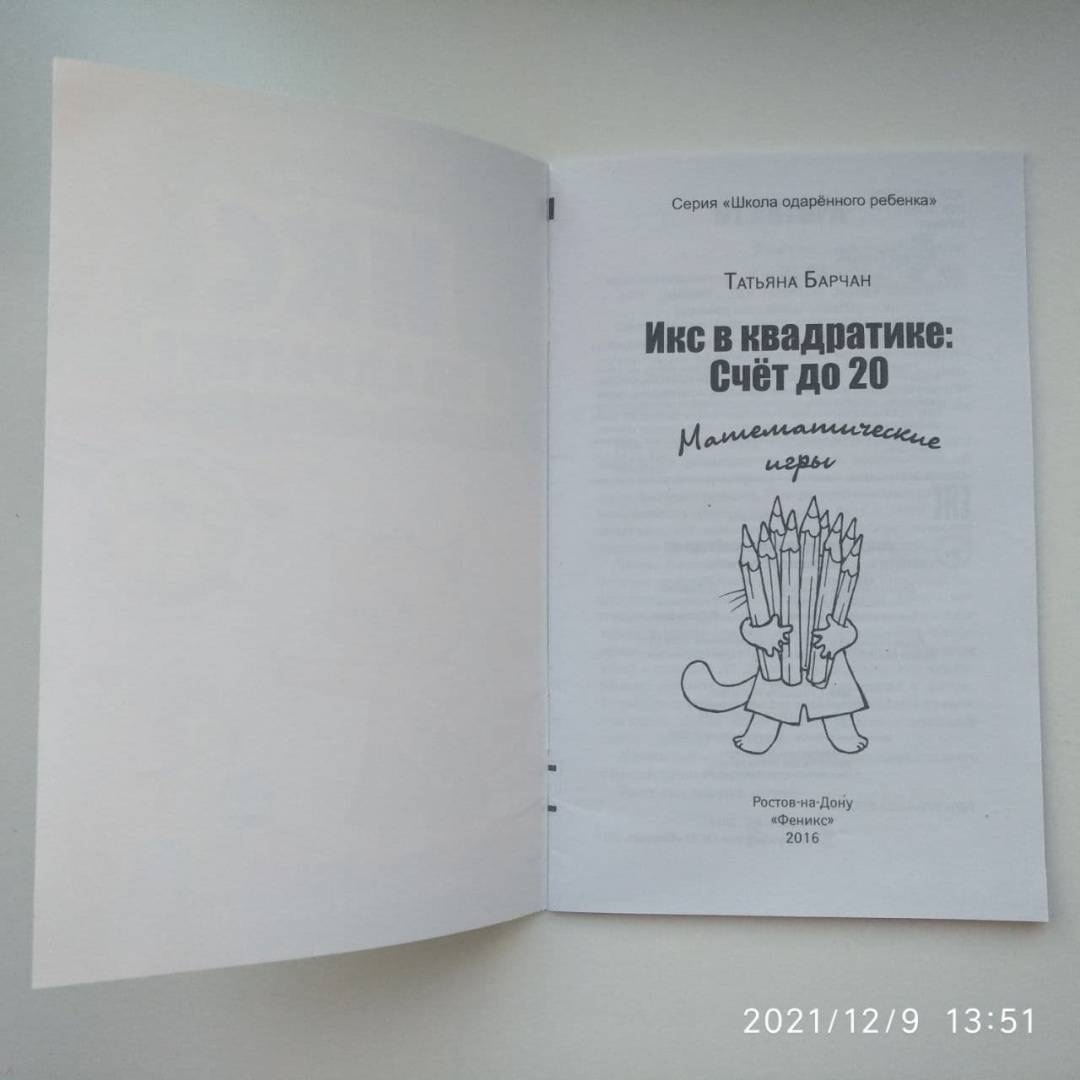 Серия «Школа одарённого ребенка»
Татьяна Барчан
Икс в квадратике:
Счёт до 20
Математические
игры
Ростов-на-Дону
«Феникс»
2016
2021/12/9 13:51